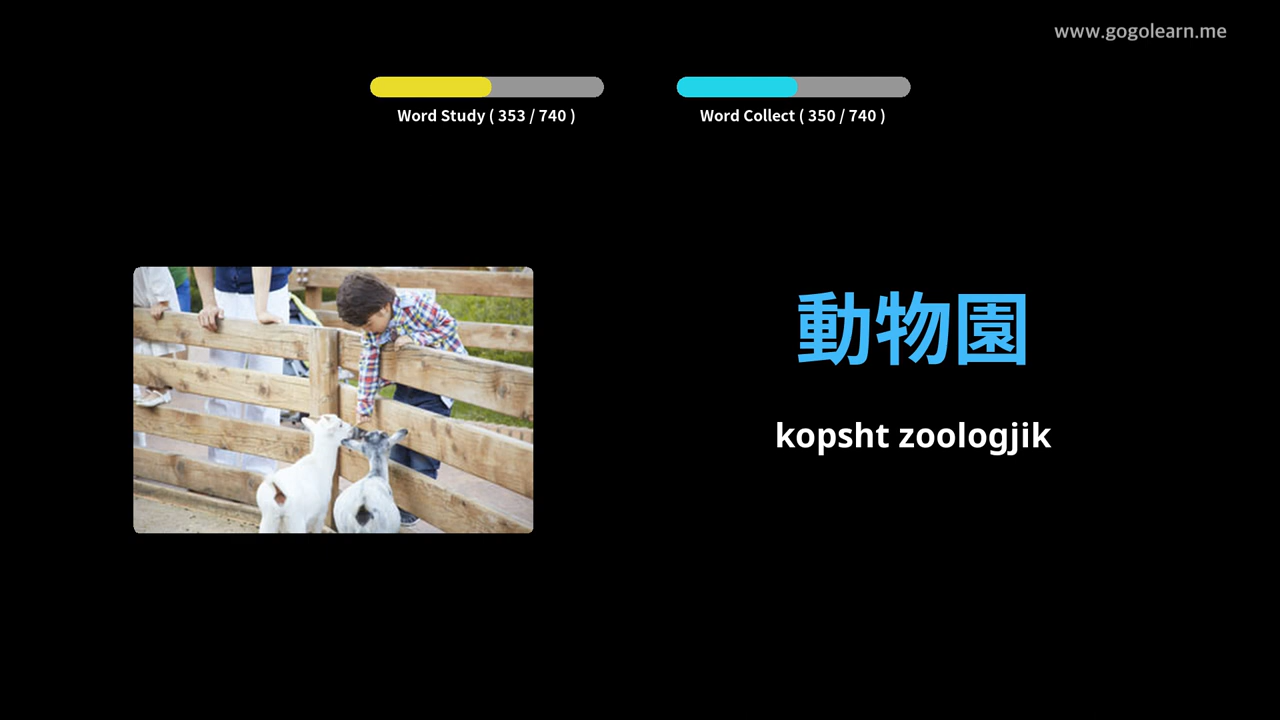 www.gogolearn.me
Word Study ( 353 / 740 )
Word Collect ( 350 / 740 )
動物園
kopsht zoologjik